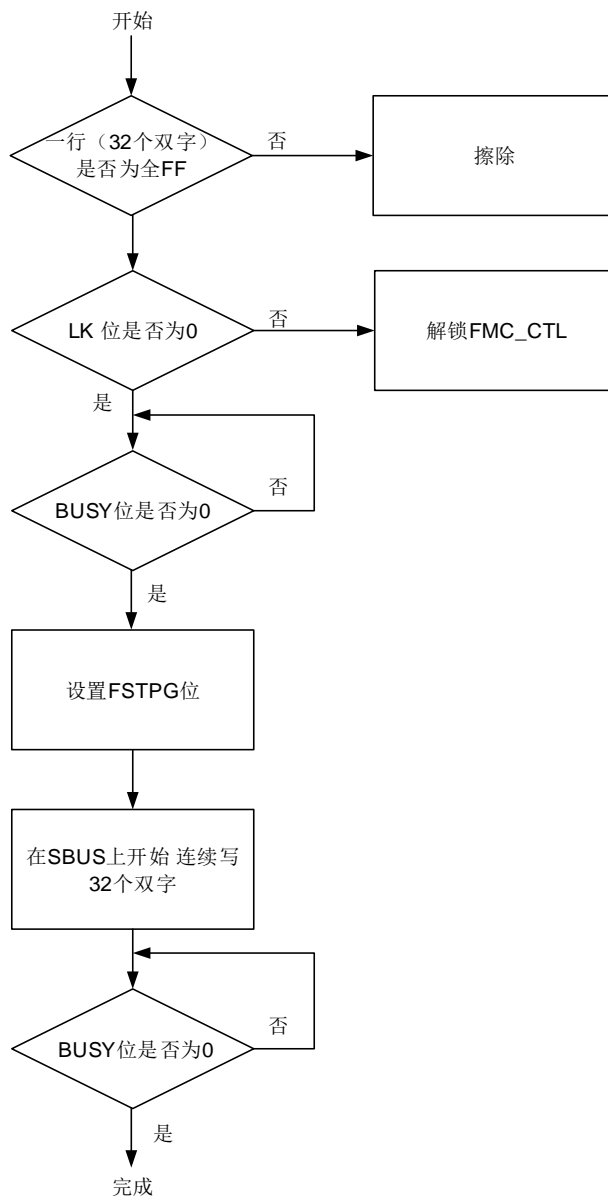 开始
一行（32个双字）
是否为全FF
否
擦除
LK 位是否为0
否
解锁FMC_CTL
是
BUSY位是否为0
否
是
设置FSTPG位
在SBUS上开始 连续写
32个双字
BUSY位是否为0
否
是
完成